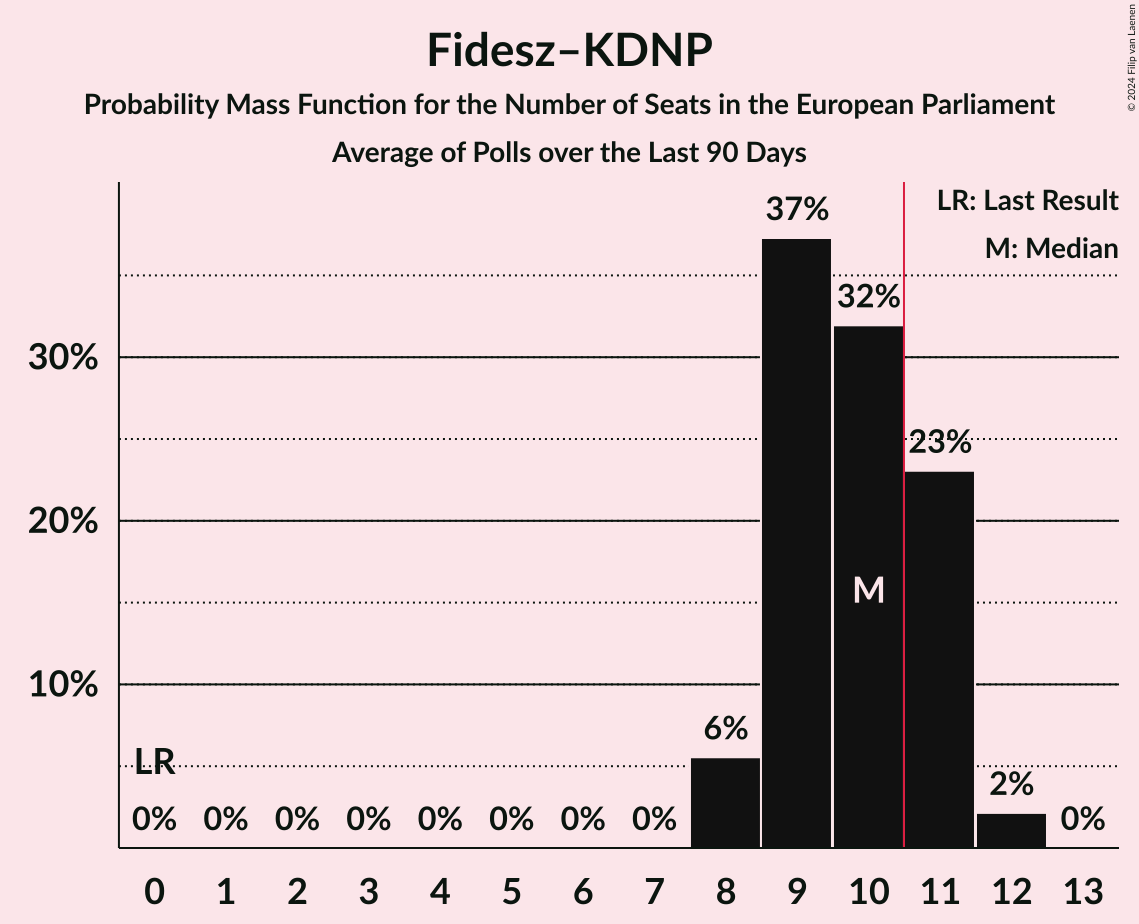 Fidesz–KDNP
Probability Mass Function for the Number of Seats in the European Parliament
Average of Polls over the Last 90 Days
© 2024 Filip van Laenen
LR: Last Result
M: Median
37%
32%
30%
23%
20%
M
10%
6%
LR
2%
0% 0% 0% 0% 0% 0% 0% 0% 0%
0 1 2 3 4 5 6 7 8 9 10 11 12 13